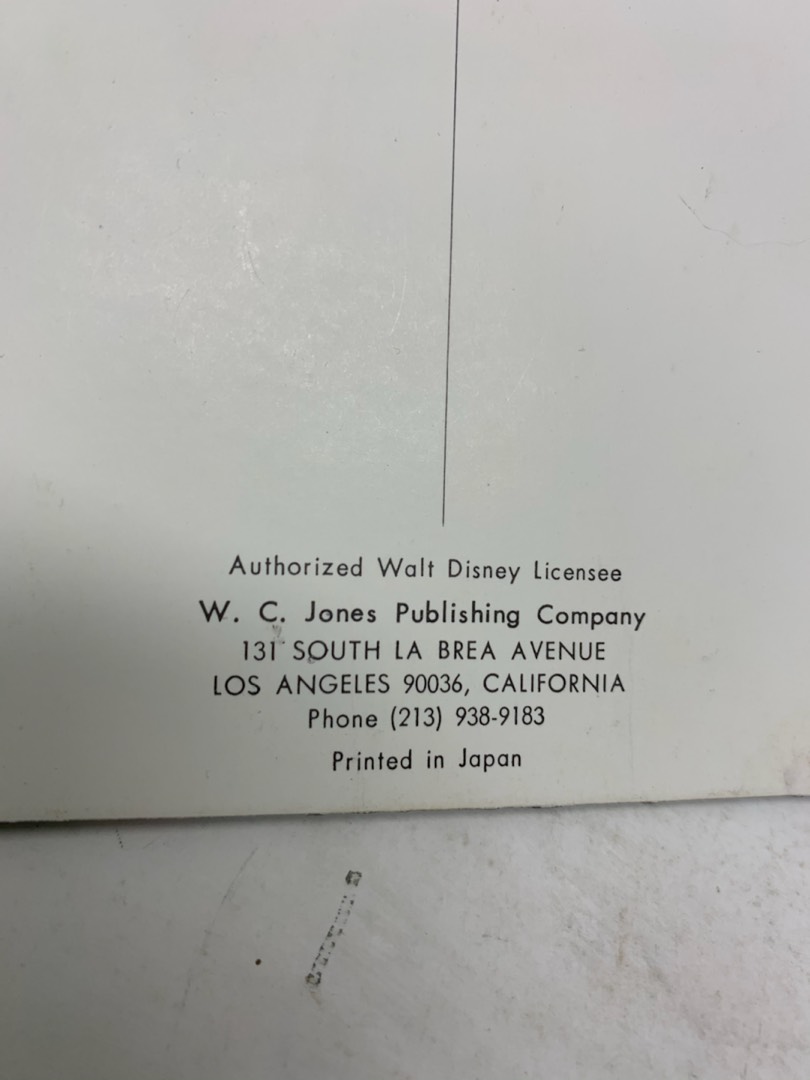 Authorized Walt Disney Licensee
W. C. Jones Publishing Company
131 SOUTH LA BREA AVENUE
LOS ANGELES 90036, CALIFORNIA
Phone (213) 938-9183
Printed in Japan